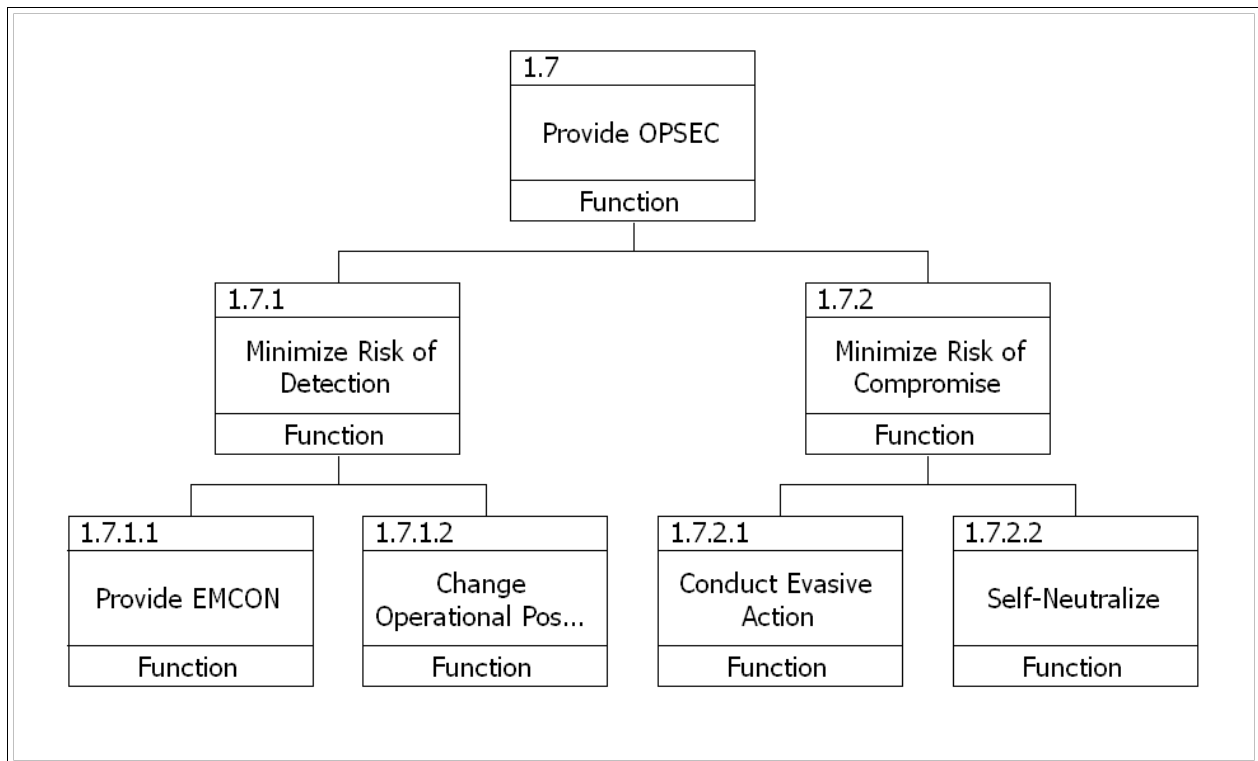 1.7
Provide OPSEC
Function
1.7.1
Minimize Risk of
Detection
Function
1.7.2
Minimize Risk of
Compromise
Function
1.7.1.1
Provide EMCON
Function
1.7.1.2
Change
Operational Pos...
Function
1.7.2.1
Conduct Evasive
Action
Function
1.7.2.2
Self-Neutralize
Function